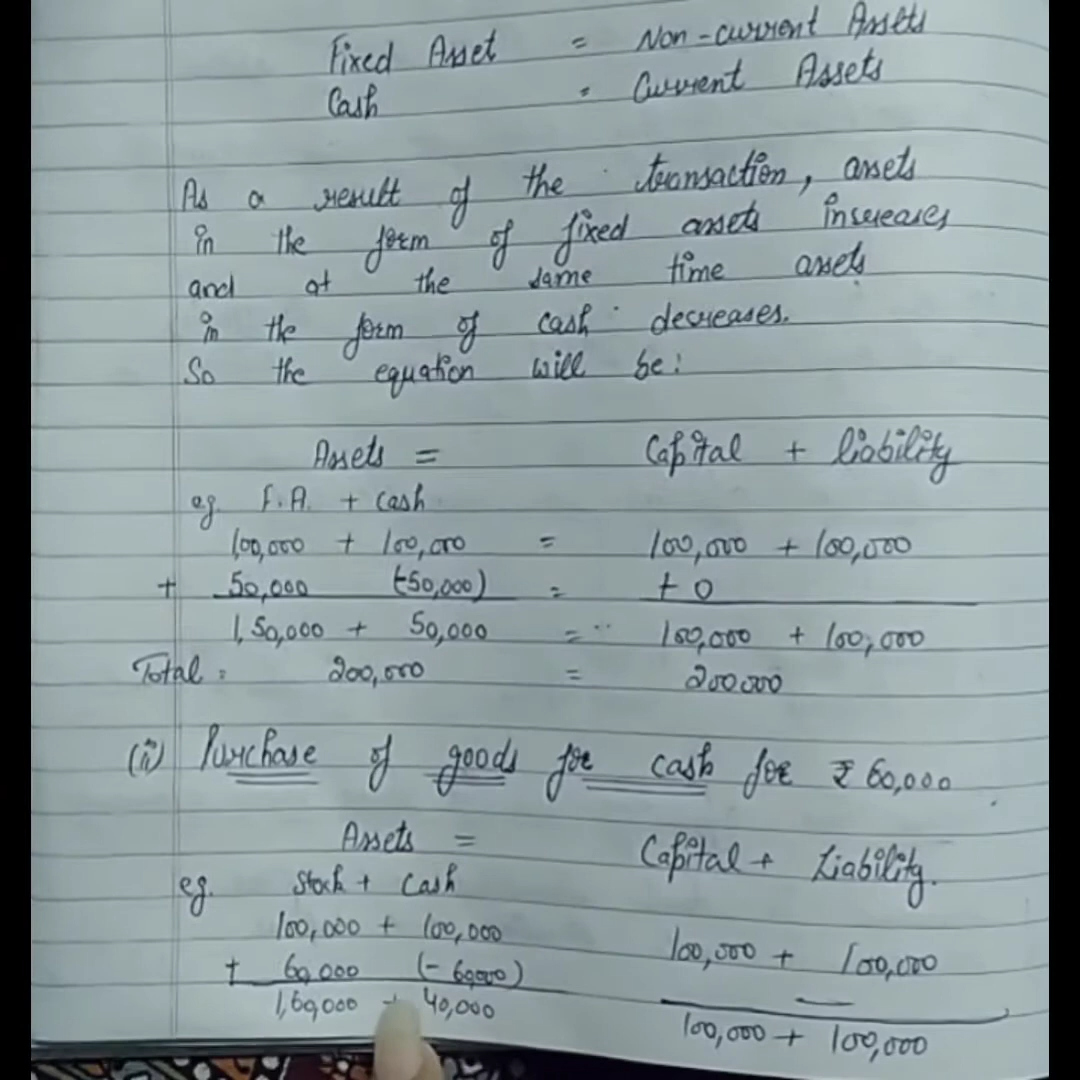 Fixed Asset = Non-current Assets
Cash = Current Assets
As a result of the transaction, assets
in the form of fixed assets increases
and at the same time assets
in the form of cash decreases.
So the equation will be:
Assets = Capital + liability
eg. F.A. + cash
1,00,000 + 100,000 = 100,000 + 100,000
+ 50,000 (-50,000) = + 0
1,50,000 + 50,000 = 100,000 + 100,000
Total = 200,000 = 200000
(ii) Purchase of goods for cash for ₹ 60,000
Assets = Capital + Liability.
eg. Stock + Cash
100,000 + 100,000 100,000 + 100,000
+ 60,000 (- 60,000) —
1,60,000 + 40,000 100,000 + 100,000